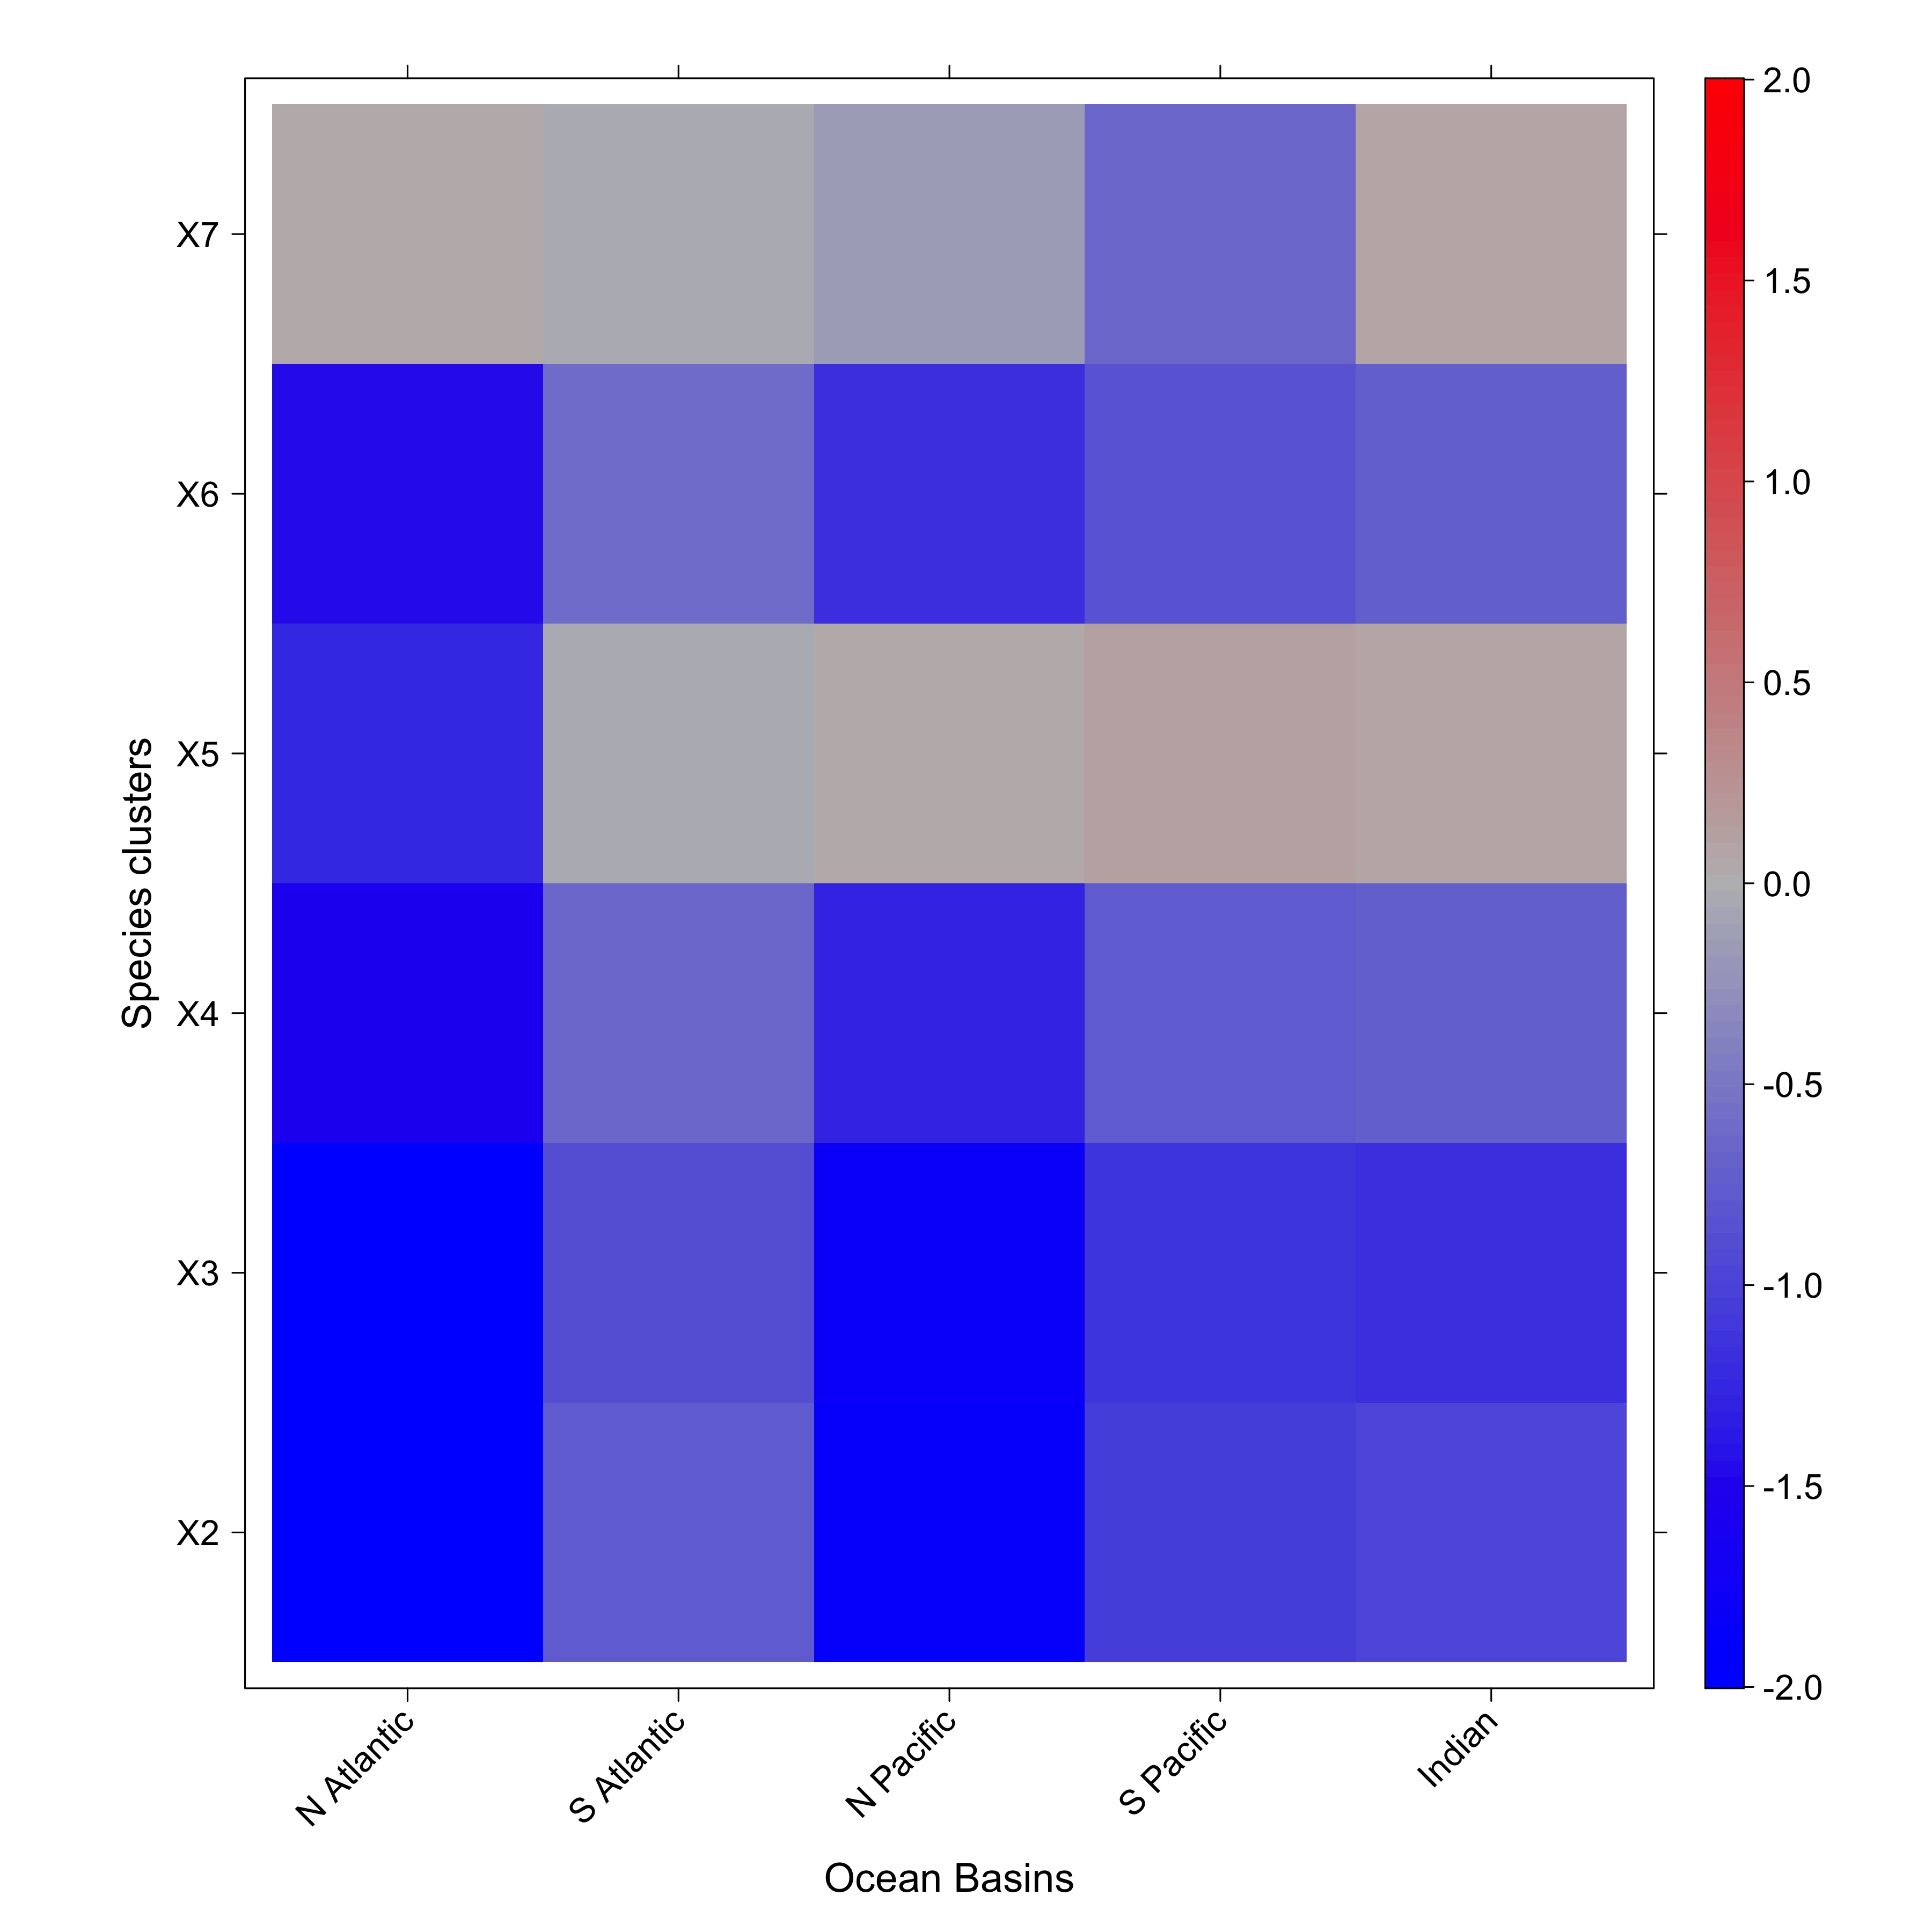 Species clusters
X7
X6
X5
X4
X3
X2
N Atlantic
S Atlantic
N Pacific
S Pacific
Indian
Ocean Basins
2.0
1.5
1.0
0.5
0.0
-0.5
-1.0
-1.5
-2.0